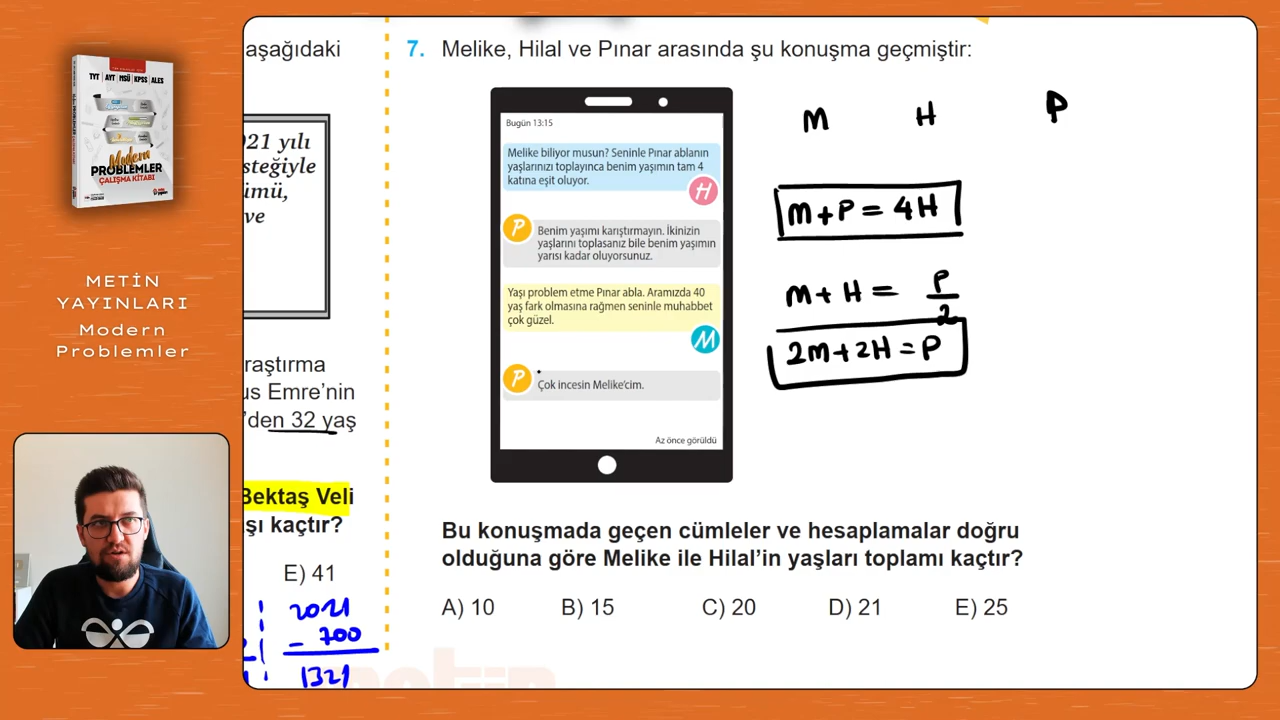 TYT | AYT | MSÜ | KPSS | ALES
Modern
PROBLEMLER
ÇALIŞMA KİTABI
METİN
YAYINLARI
Modern
Problemler
aşağıdaki
021 yılı
steğiyle
ümü,
ve
raştırma
us Emre'nin
'den 32 yaş
Bektaş Veli
şı kaçtır?
E) 41
2021
- 700
1321
7. Melike, Hilal ve Pınar arasında şu konuşma geçmiştir:
Bugün 13:15
Melike biliyor musun? Seninle Pınar ablanın
yaşlarınızı toplayınca benim yaşımın tam 4
katına eşit oluyor.
H
P
Benim yaşımı karıştırmayın. İkinizin
yaşlarını toplasanız bile benim yaşımın
yarısı kadar oluyorsunuz.
Yaşı problem etme Pınar abla. Aramızda 40
yaş fark olmasına rağmen seninle muhabbet
çok güzel.
M
P
Çok incesin Melike'cim.
Az önce görüldü
M H P
M+P = 4H
M+H = P/2
2M+2H = P
Bu konuşmada geçen cümleler ve hesaplamalar doğru
olduğuna göre Melike ile Hilal'in yaşları toplamı kaçtır?
A) 10 B) 15 C) 20 D) 21 E) 25